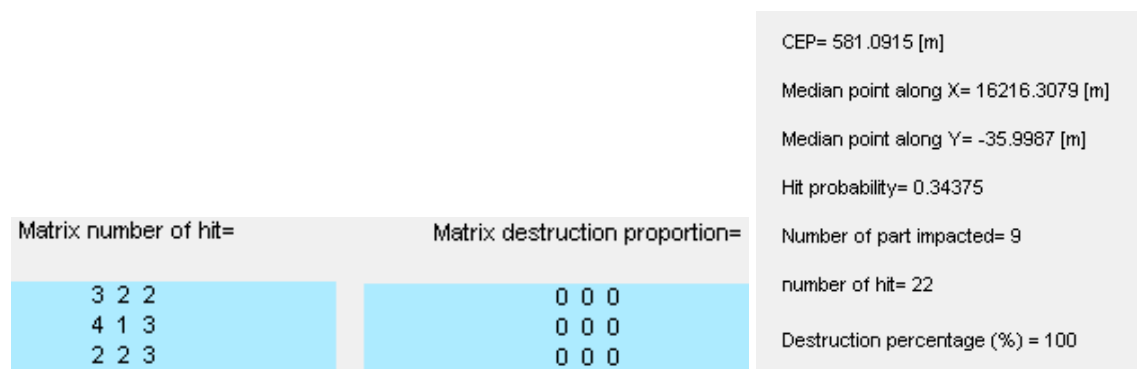 CEP= 581.0915 [m]
Median point along X= 16216.3079 [m]
Median point along Y= -35.9987 [m]
Hit probability= 0.34375
Number of part impacted= 9
number of hit= 22
Destruction percentage (%) = 100
Matrix number of hit=
3 2 2
4 1 3
2 2 3
Matrix destruction proportion=
0 0 0
0 0 0
0 0 0